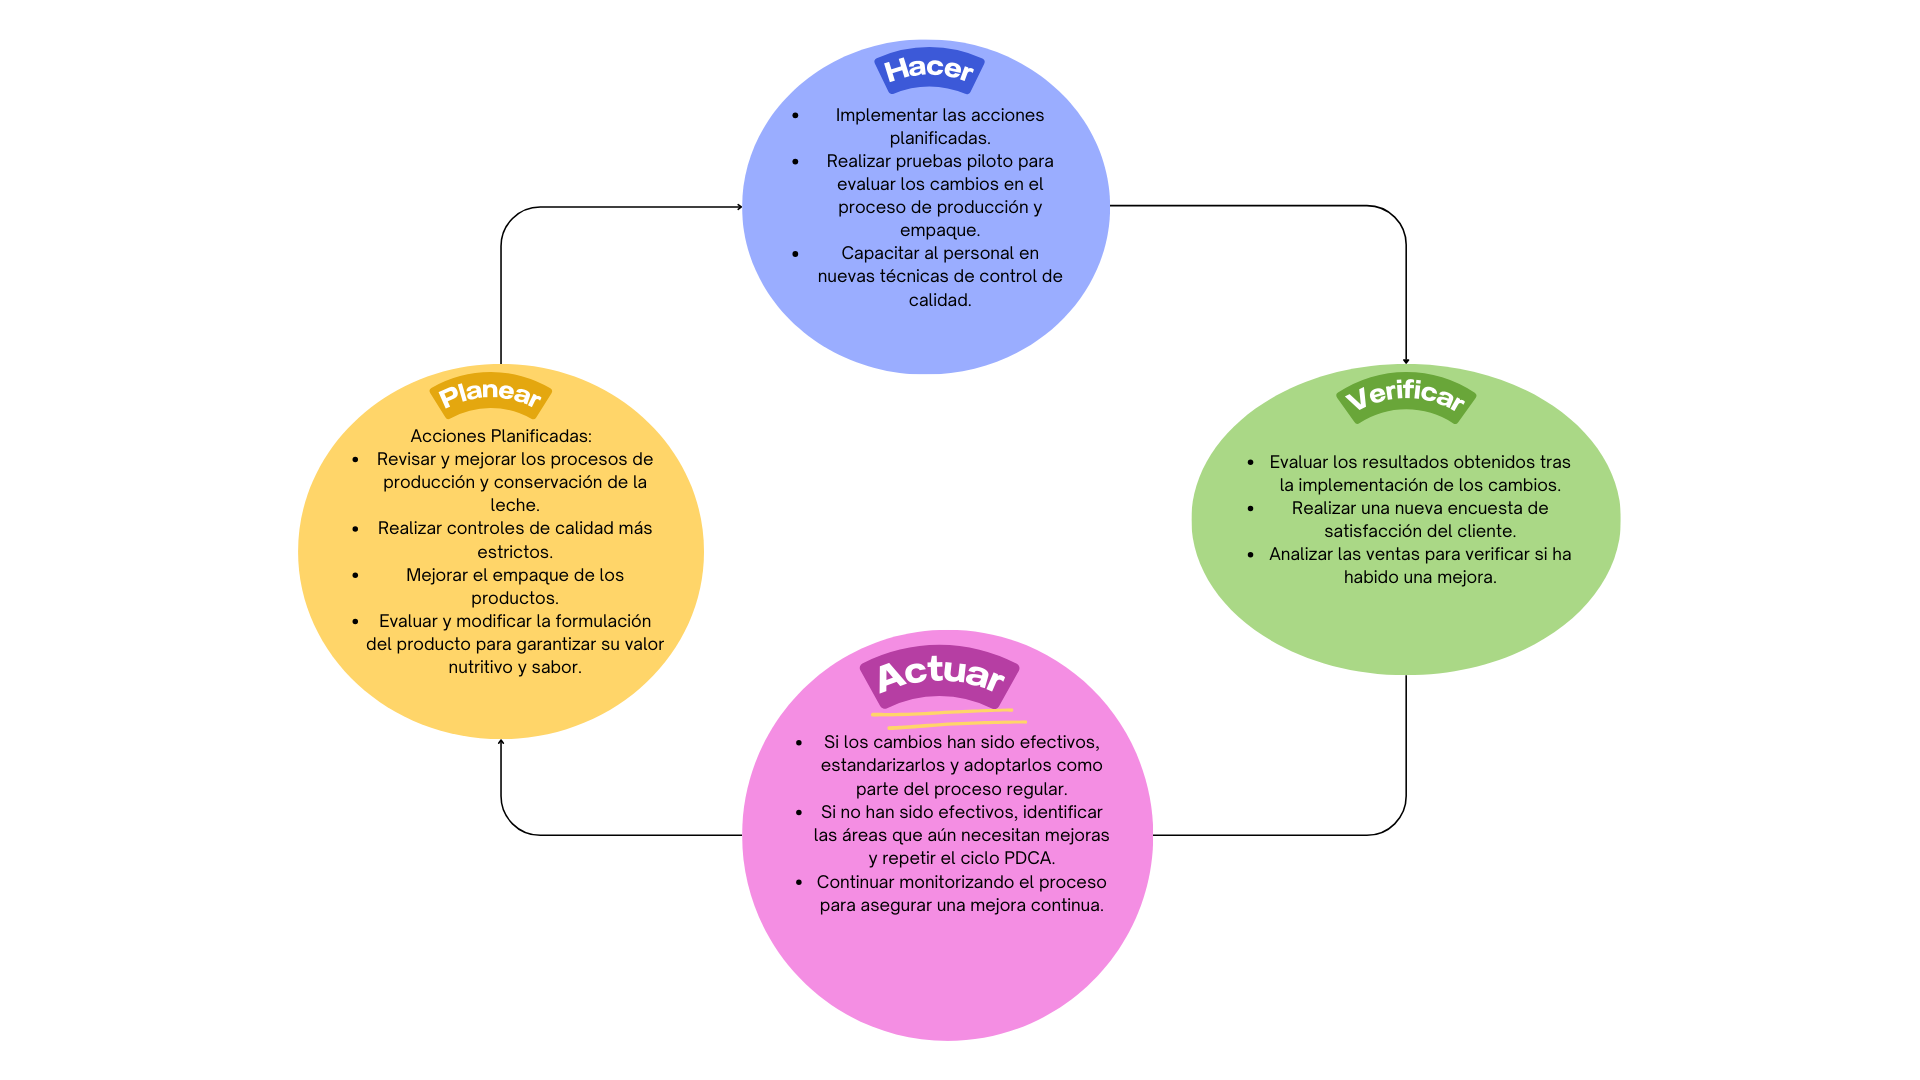 Hacer
• Implementar las acciones
planificadas.
• Realizar pruebas piloto para
evaluar los cambios en el
proceso de producción y
empaque.
• Capacitar al personal en
nuevas técnicas de control de
calidad.
Planear
Acciones Planificadas:
• Revisar y mejorar los procesos de
producción y conservación de la
leche.
• Realizar controles de calidad más
estrictos.
• Mejorar el empaque de los
productos.
• Evaluar y modificar la formulación
del producto para garantizar su valor
nutritivo y sabor.
Verificar
• Evaluar los resultados obtenidos tras
la implementación de los cambios.
• Realizar una nueva encuesta de
satisfacción del cliente.
• Analizar las ventas para verificar si ha
habido una mejora.
Actuar
• Si los cambios han sido efectivos,
estandarizarlos y adoptarlos como
parte del proceso regular.
• Si no han sido efectivos, identificar
las áreas que aún necesitan mejoras
y repetir el ciclo PDCA.
• Continuar monitorizando el proceso
para asegurar una mejora continua.